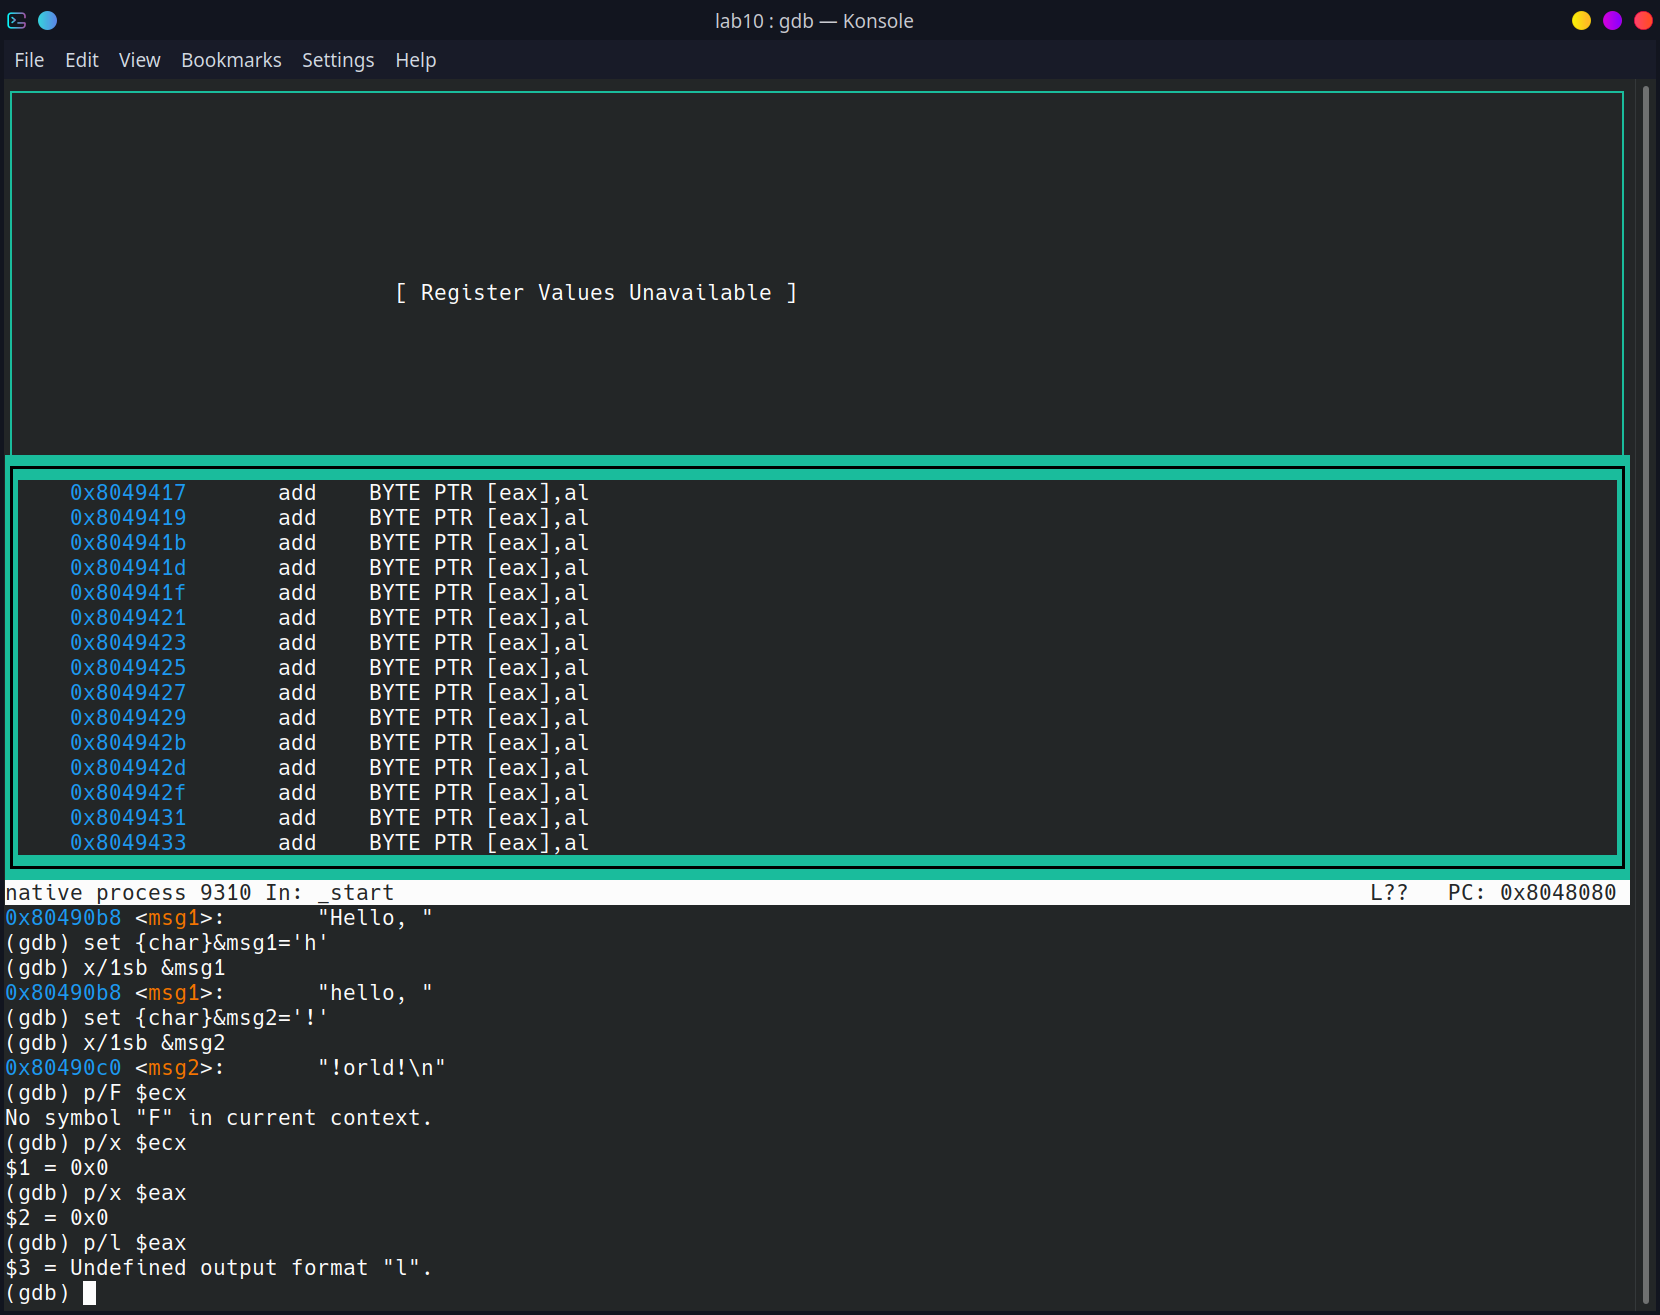 lab10 : gdb — Konsole
File Edit View Bookmarks Settings Help
[ Register Values Unavailable ]
0x8049417       add    BYTE PTR [eax],al
0x8049419       add    BYTE PTR [eax],al
0x804941b       add    BYTE PTR [eax],al
0x804941d       add    BYTE PTR [eax],al
0x804941f       add    BYTE PTR [eax],al
0x8049421       add    BYTE PTR [eax],al
0x8049423       add    BYTE PTR [eax],al
0x8049425       add    BYTE PTR [eax],al
0x8049427       add    BYTE PTR [eax],al
0x8049429       add    BYTE PTR [eax],al
0x804942b       add    BYTE PTR [eax],al
0x804942d       add    BYTE PTR [eax],al
0x804942f       add    BYTE PTR [eax],al
0x8049431       add    BYTE PTR [eax],al
0x8049433       add    BYTE PTR [eax],al
native process 9310 In: _start L?? PC: 0x8048080
0x80490b8 <msg1>:       "Hello, "
(gdb) set {char}&msg1='h'
(gdb) x/1sb &msg1
0x80490b8 <msg1>:       "hello, "
(gdb) set {char}&msg2='!'
(gdb) x/1sb &msg2
0x80490c0 <msg2>:       "!orld!\n"
(gdb) p/F $ecx
No symbol "F" in current context.
(gdb) p/x $ecx
$1 = 0x0
(gdb) p/x $eax
$2 = 0x0
(gdb) p/l $eax
$3 = Undefined output format "l".
(gdb)